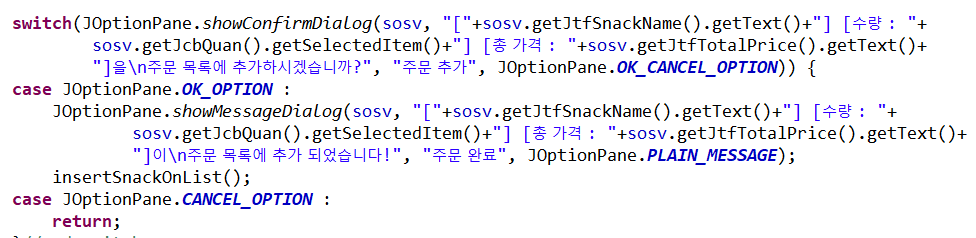 switch(JOptionPane.showConfirmDialog(sosv, "["+sosv.getJtfSnackName().getText()+"] [수량 : "+
sosv.getJcbQuan().getSelectedItem()+"] [총 가격 : "+sosv.getJtfTotalPrice().getText()+
"]을\n주문 목록에 추가하시겠습니까?", "주문 추가", JOptionPane.OK_CANCEL_OPTION)) {
case JOptionPane.OK_OPTION :
JOptionPane.showMessageDialog(sosv, "["+sosv.getJtfSnackName().getText()+"] [수량 : "+
sosv.getJcbQuan().getSelectedItem()+"] [총 가격 : "+sosv.getJtfTotalPrice().getText()+
"]이\n주문 목록에 추가 되었습니다!", "주문 완료", JOptionPane.PLAIN_MESSAGE);
insertSnackOnList();
case JOptionPane.CANCEL_OPTION :
return;